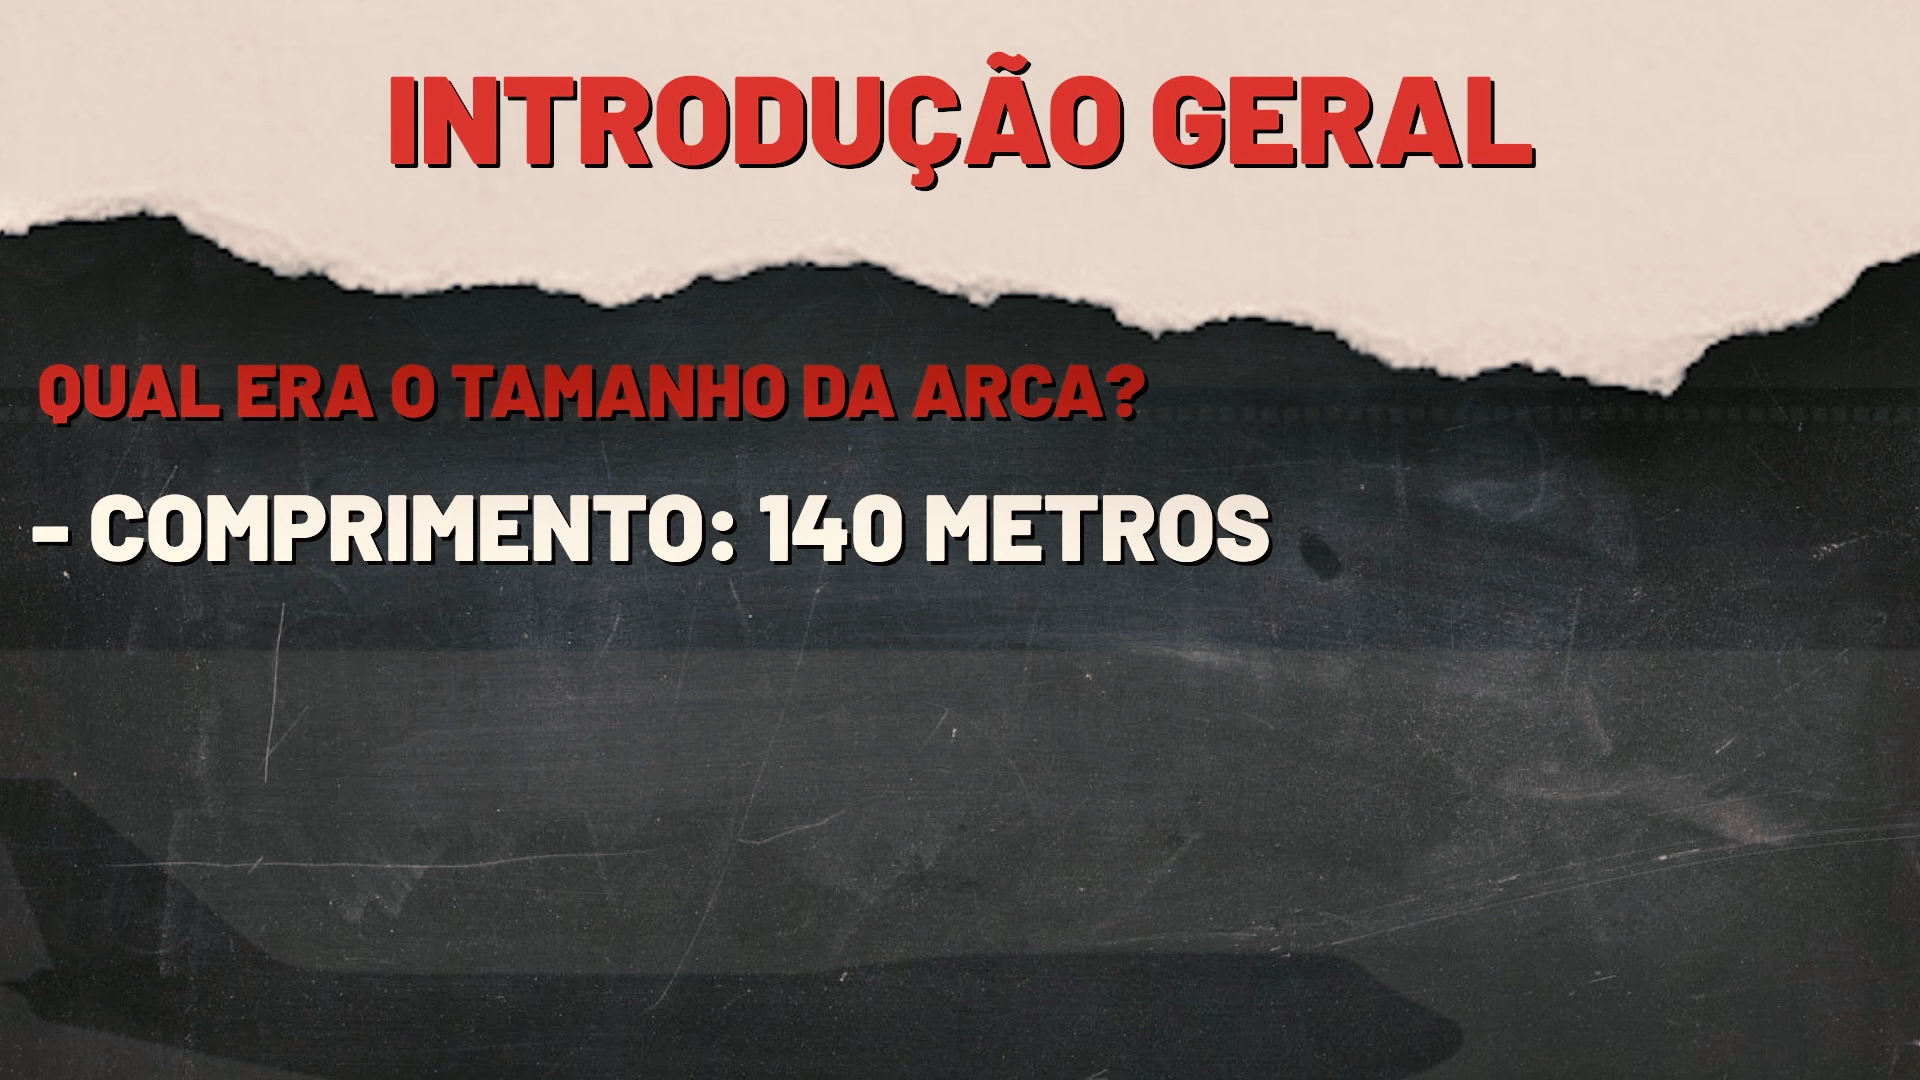 INTRODUÇÃO GERAL
QUAL ERA O TAMANHO DA ARCA?
- COMPRIMENTO: 140 METROS